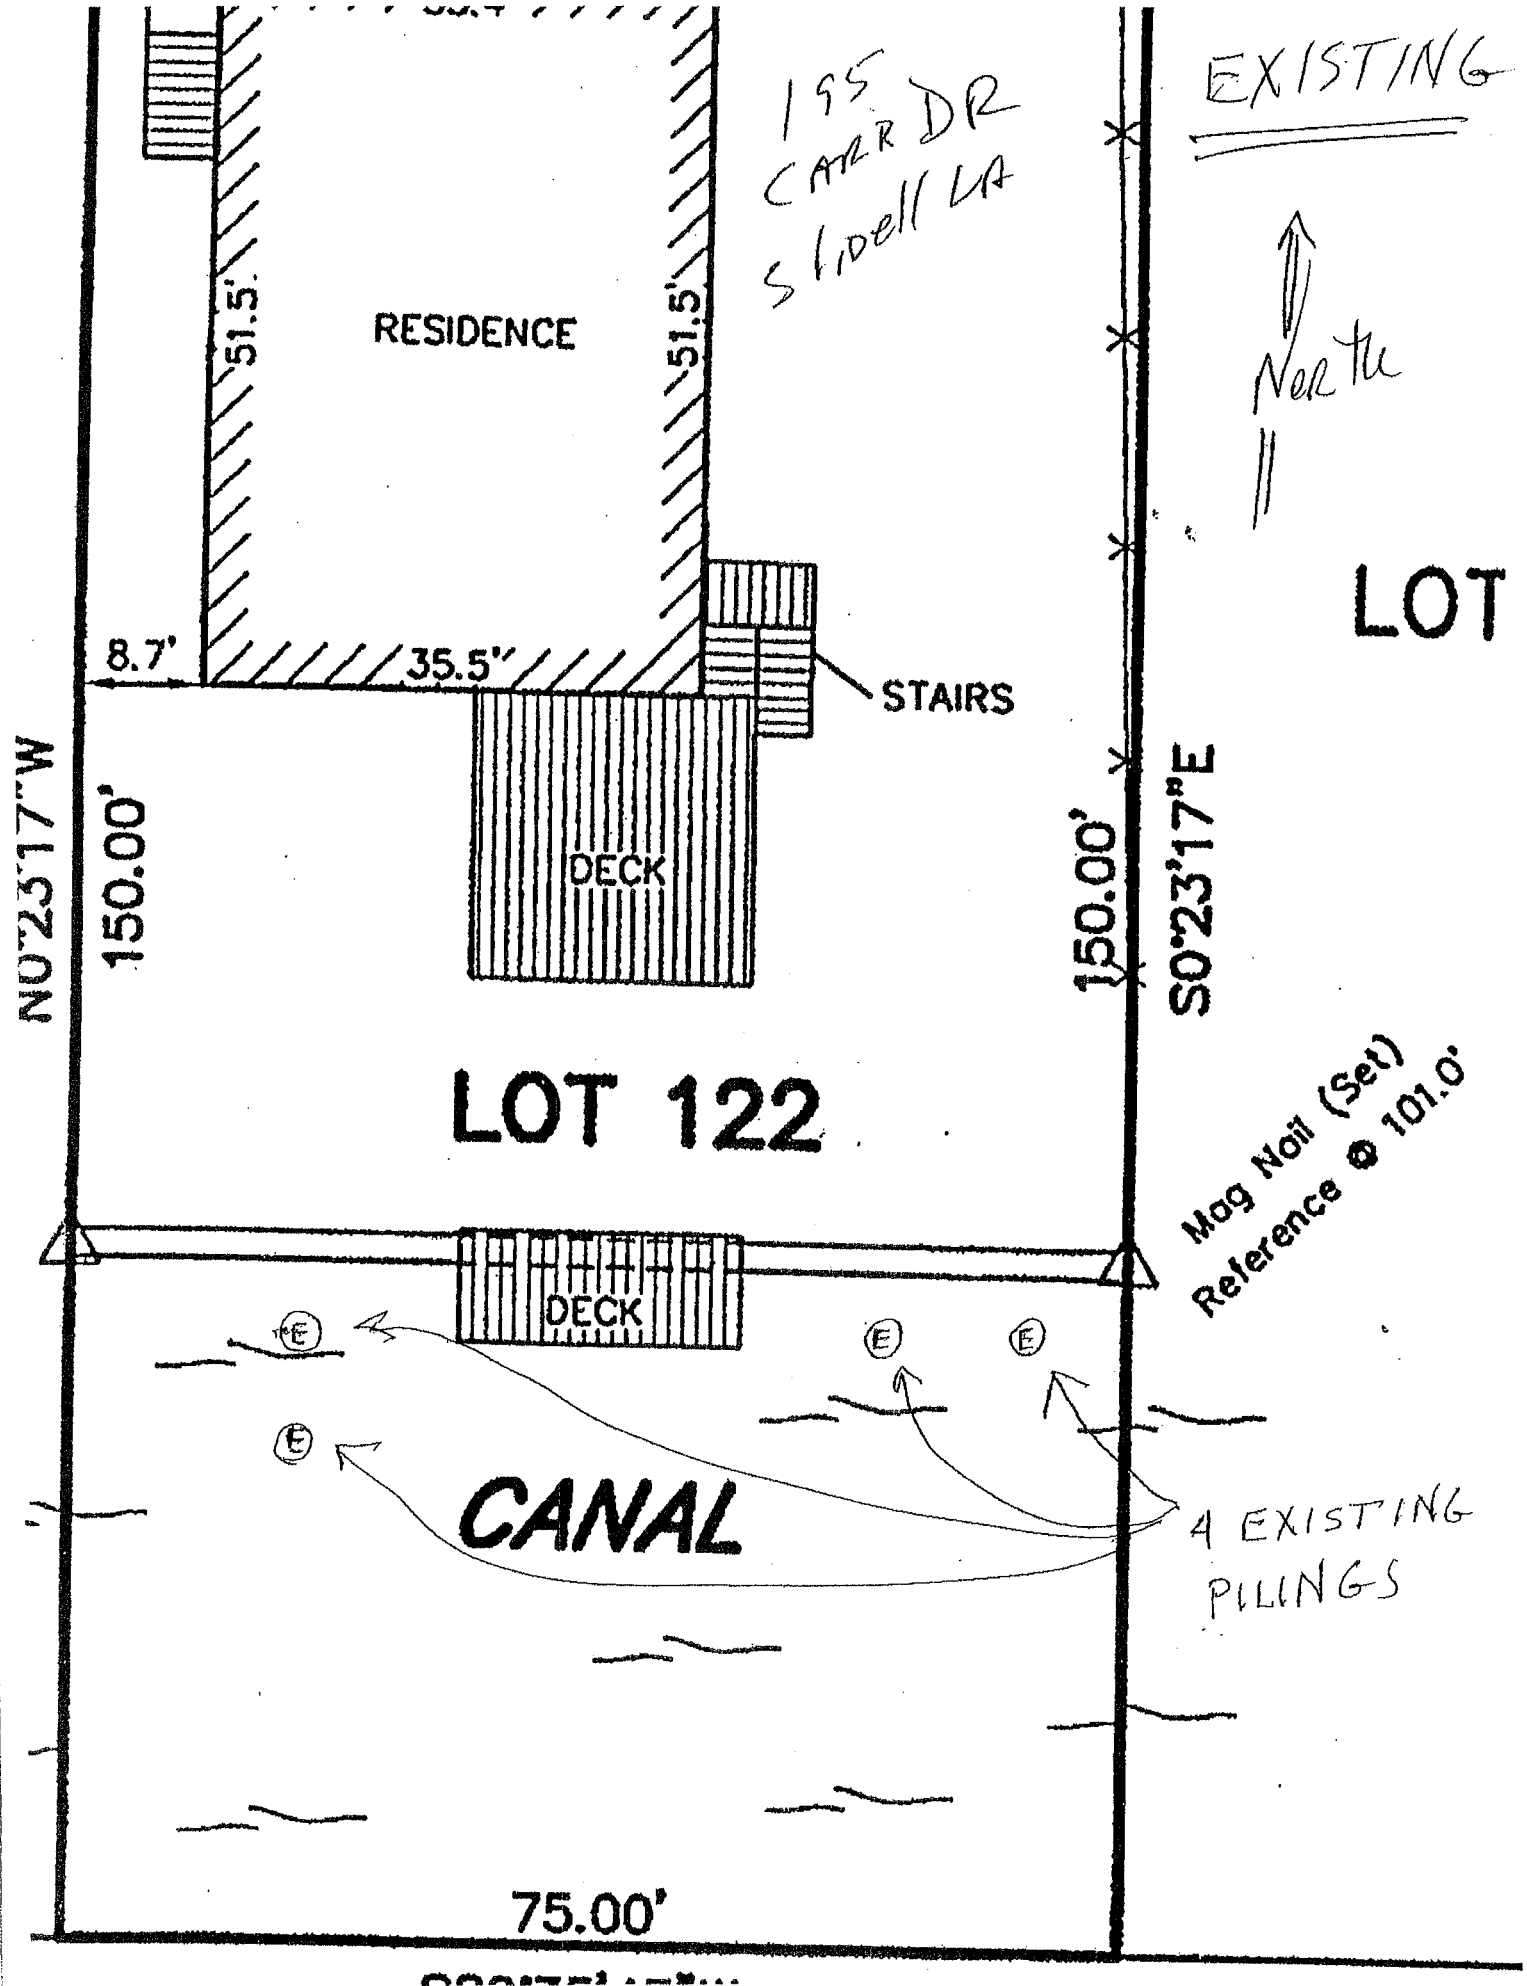 195
CARR DR
Slidell LA
EXISTING
North
51.5'
RESIDENCE
51.5'
LOT
8.7'
35.5'
STAIRS
N0°23'17"W
150.00'
DECK
150.00'
S0°23'17"E
LOT 122
Mag Nail (Set)
Reference @ 101.0'
DECK
E
E
E
E
CANAL
4 EXISTING
PILINGS
75.00'